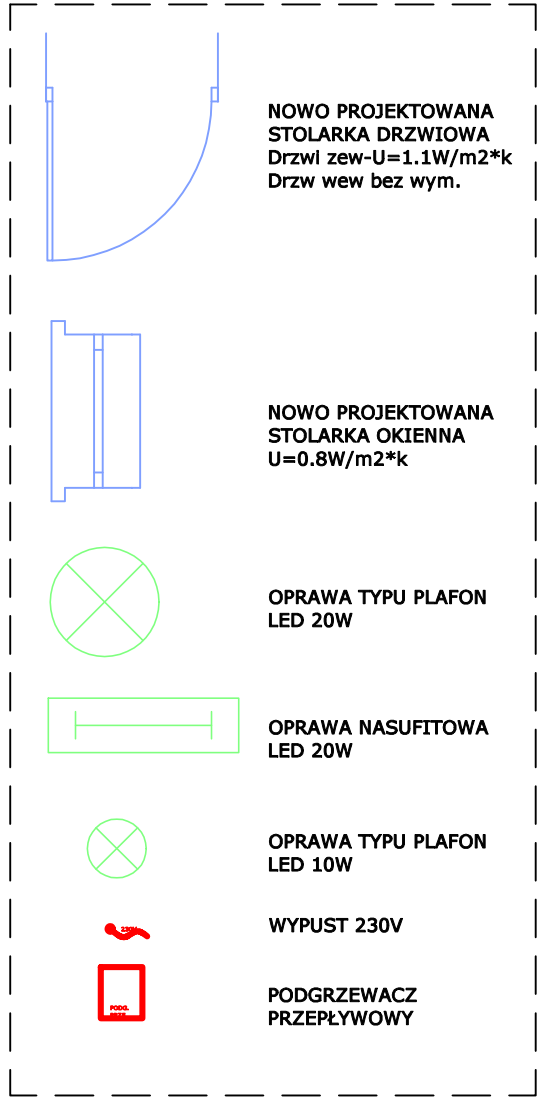 NOWO PROJEKTOWANA
STOLARKA DRZWIOWA
Drzwi zew-U=1.1W/m2*k
Drzw wew bez wym.
NOWO PROJEKTOWANA
STOLARKA OKIENNA
U=0.8W/m2*k
OPRAWA TYPU PLAFON
LED 20W
OPRAWA NASUFITOWA
LED 20W
OPRAWA TYPU PLAFON
LED 10W
230V
WYPUST 230V
PODG.
PODGRZEWACZ
PRZEPŁYWOWY